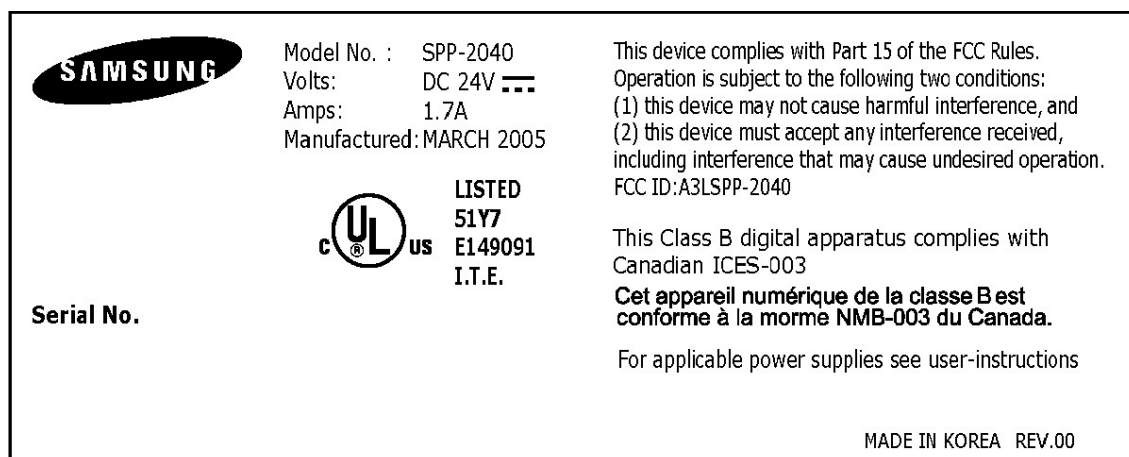 SAMSUNG
Model No. : SPP-2040
Volts: DC 24V
Amps: 1.7A
Manufactured: MARCH 2005
C UL ® US
LISTED
51Y7
E149091
I.T.E.
Serial No.
This device complies with Part 15 of the FCC Rules.
Operation is subject to the following two conditions:
(1) this device may not cause harmful interference, and
(2) this device must accept any interference received,
including interference that may cause undesired operation.
FCC ID:A3LSPP-2040
This Class B digital apparatus complies with
Canadian ICES-003
Cet appareil numérique de la classe B est
conforme à la morme NMB-003 du Canada.
For applicable power supplies see user-instructions
MADE IN KOREA REV.00